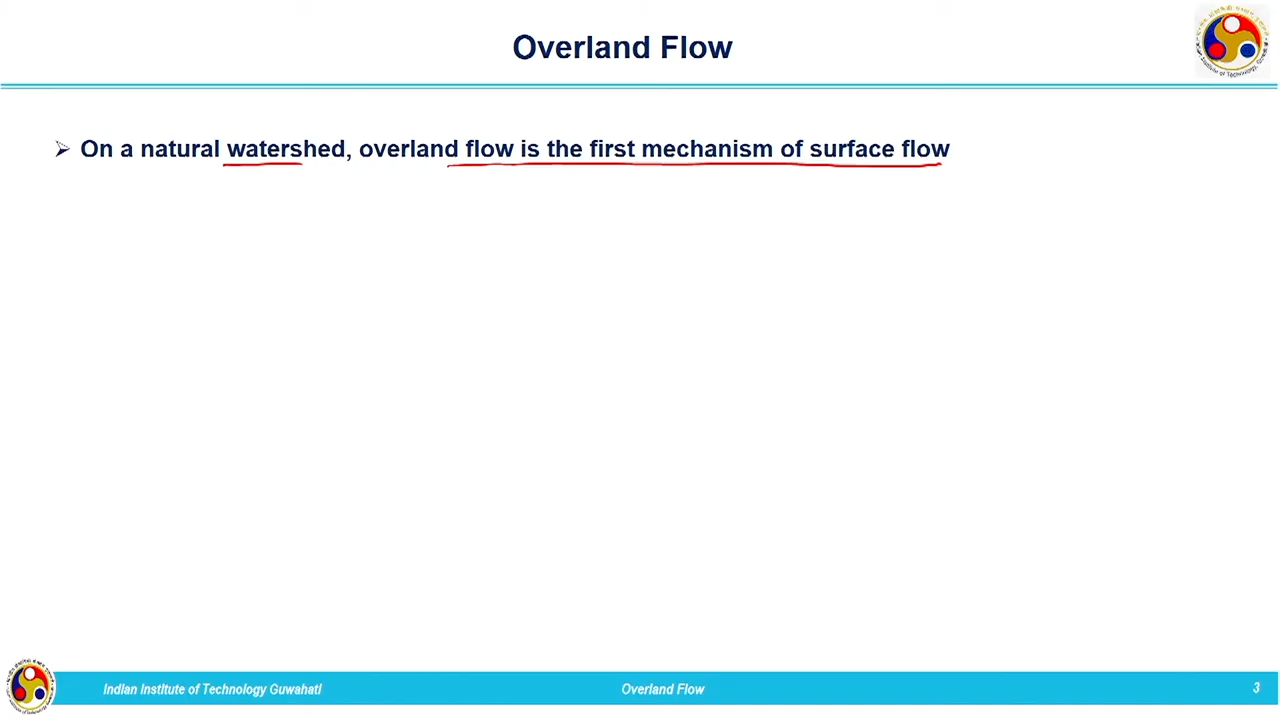 Overland Flow
➢ On a natural watershed, overland flow is the first mechanism of surface flow
Indian Institute of Technology Guwahati
Overland Flow
3